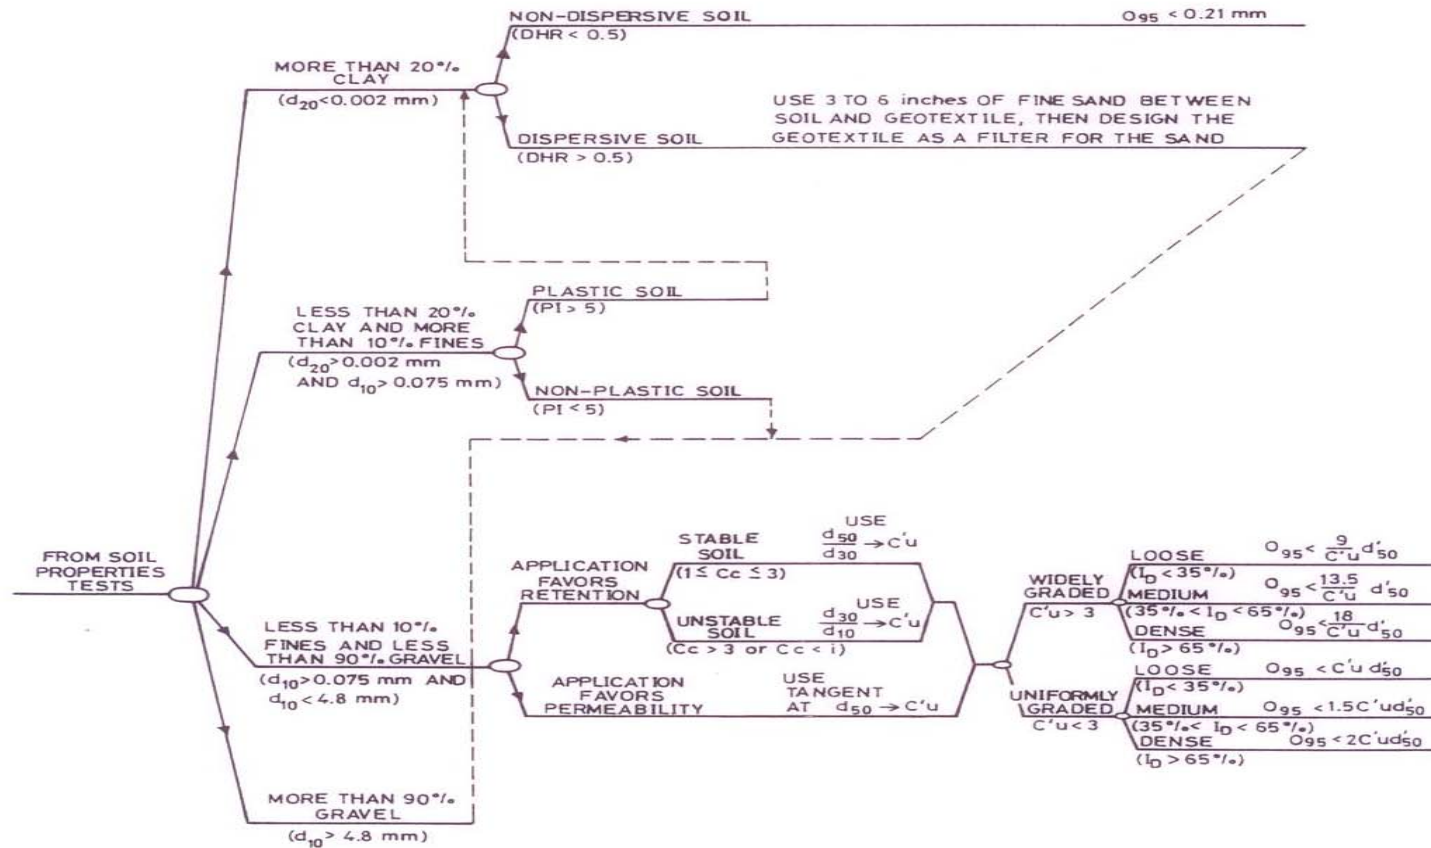 NON-DISPERSIVE SOIL
(DHR < 0.5)
O95 < 0.21 mm
MORE THAN 20%
CLAY
(d20<0.002 mm)
USE 3 TO 6 inches OF FINE SAND BETWEEN
SOIL AND GEOTEXTILE, THEN DESIGN THE
GEOTEXTILE AS A FILTER FOR THE SAND
DISPERSIVE SOIL
(DHR > 0.5)
PLASTIC SOIL
(PI > 5)
LESS THAN 20%
CLAY AND MORE
THAN 10% FINES
(d20>0.002 mm
AND d10>0.075 mm)
NON-PLASTIC SOIL
(PI < 5)
FROM SOIL
PROPERTIES
TESTS
LESS THAN 10%
FINES AND LESS
THAN 90% GRAVEL
(d10>0.075 mm AND
d10<4.8 mm)
APPLICATION
FAVORS
RETENTION
STABLE
SOIL
(1 ≤ Cc ≤ 3)
USE
d50/d30 → C'u
UNSTABLE
SOIL
(Cc > 3 or Cc < i)
USE
d30/d10 → C'u
APPLICATION
FAVORS
PERMEABILITY
USE
TANGENT
AT d50 → C'u
WIDELY
GRADED
C'u > 3
LOOSE
(ID < 35%)
O95 < 9/C'u d'50
MEDIUM
(35% < ID < 65%)
O95 < 13.5/C'u d'50
DENSE
(ID > 65%)
O95 < 18/C'u d'50
UNIFORMLY
GRADED
C'u < 3
LOOSE
(ID < 35%)
O95 < C'u d'50
MEDIUM
(35% < ID < 65%)
O95 < 1.5C'ud'50
DENSE
(ID > 65%)
O95 < 2C'ud'50
MORE THAN 90%
GRAVEL
(d10> 4.8 mm)